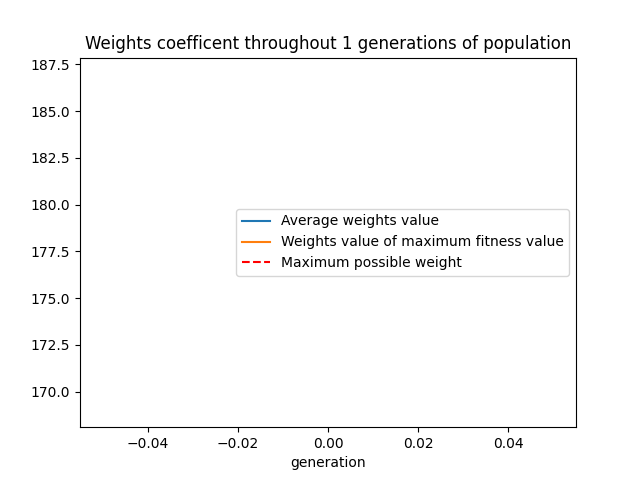 Weights coefficent throughout 1 generations of population
187.5
185.0
182.5
180.0
177.5
175.0
172.5
170.0
Average weights value
Weights value of maximum fitness value
Maximum possible weight
−0.04 −0.02 0.00 0.02 0.04
generation